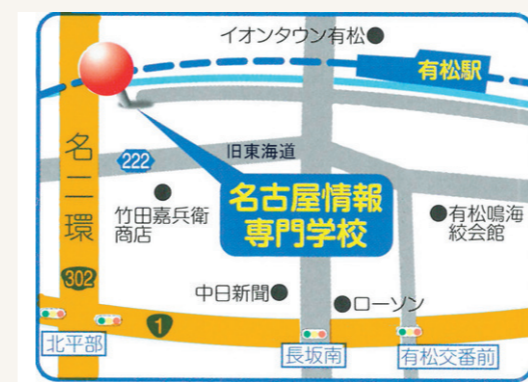 イオンタウン有松
有松駅
名二環
222
旧東海道
名古屋情報
専門学校
竹田嘉兵衛
商店
有松鳴海
絞会館
302
中日新聞
ローソン
1
北平部
長坂南
有松交番前